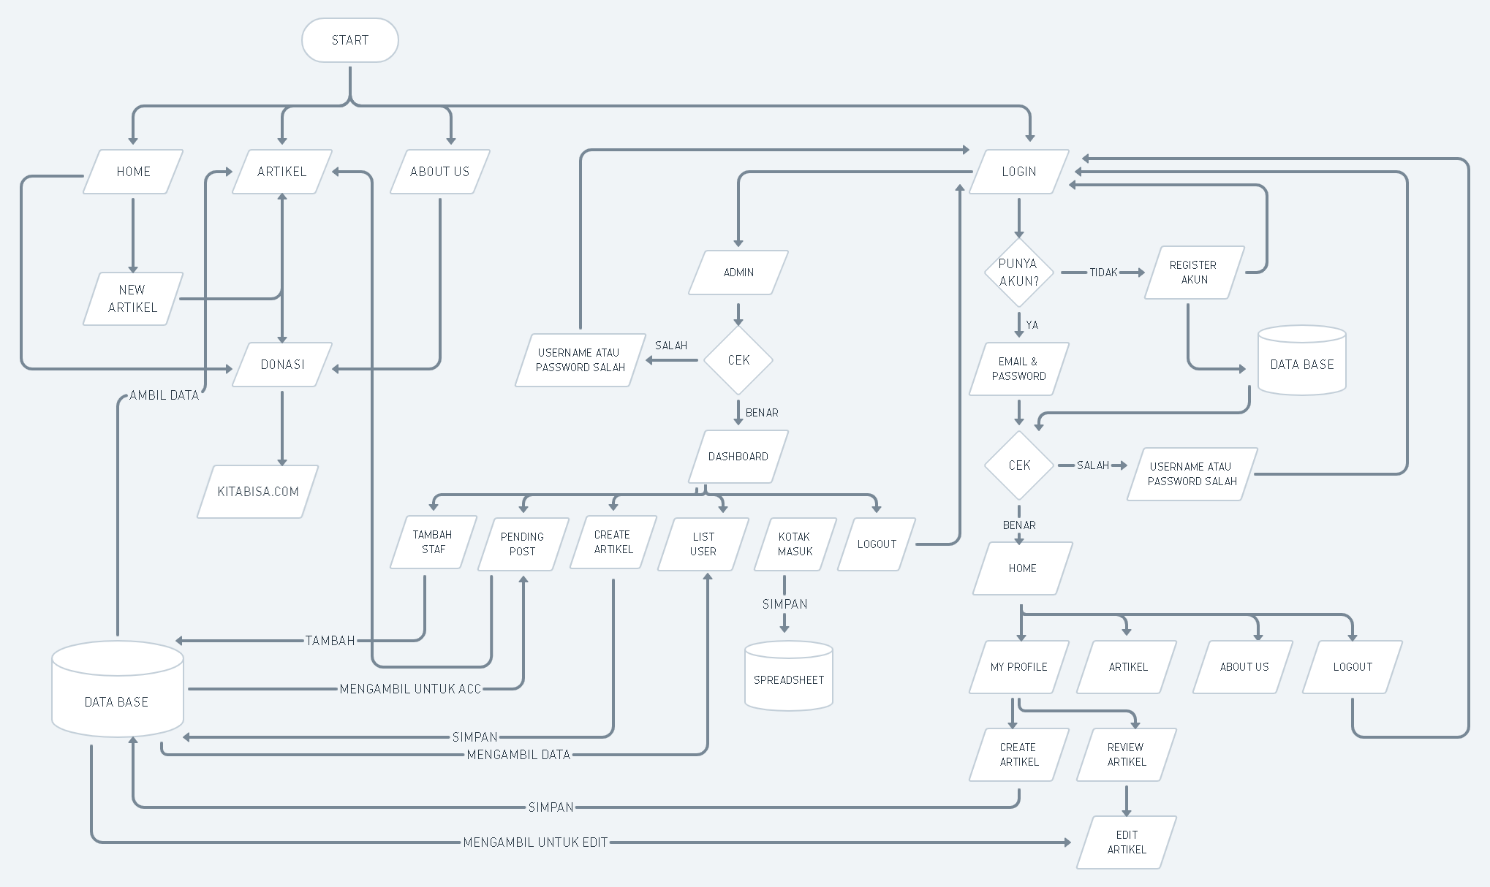 START
HOME
ARTIKEL
ABOUT US
LOGIN
NEW
ARTIKEL
ADMIN
PUNYA
AKUN?
TIDAK
REGISTER
AKUN
YA
DONASI
USERNAME ATAU
PASSWORD SALAH
SALAH
CEK
EMAIL &
PASSWORD
DATA BASE
AMBIL DATA
BENAR
DASHBOARD
CEK
SALAH
USERNAME ATAU
PASSWORD SALAH
KITABISA.COM
BENAR
TAMBAH
STAF
PENDING
POST
CREATE
ARTIKEL
LIST
USER
KOTAK
MASUK
LOGOUT
HOME
SIMPAN
TAMBAH
SPREADSHEET
MY PROFILE
ARTIKEL
ABOUT US
LOGOUT
DATA BASE
MENGAMBIL UNTUK ACC
SIMPAN
MENGAMBIL DATA
CREATE
ARTIKEL
REVIEW
ARTIKEL
SIMPAN
MENGAMBIL UNTUK EDIT
EDIT
ARTIKEL